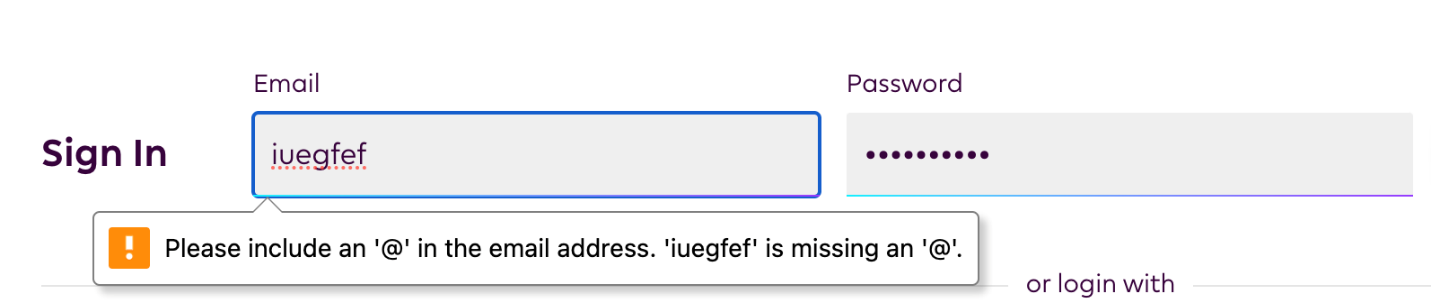 Email
Password
Sign In
iuegfef
••••••••••
Please include an '@' in the email address. 'iuegfef' is missing an '@'.
or login with